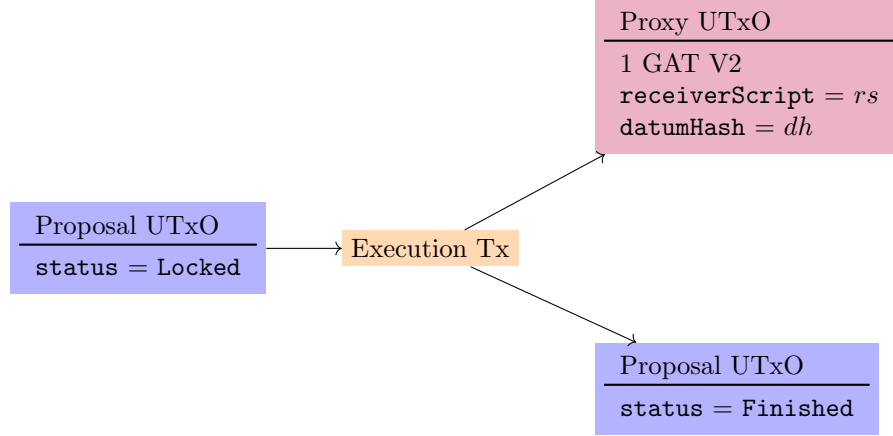 Proxy UTxO
1 GAT V2
receiverScript = rs
datumHash = dh
Proposal UTxO
status = Locked
Execution Tx
Proposal UTxO
status = Finished